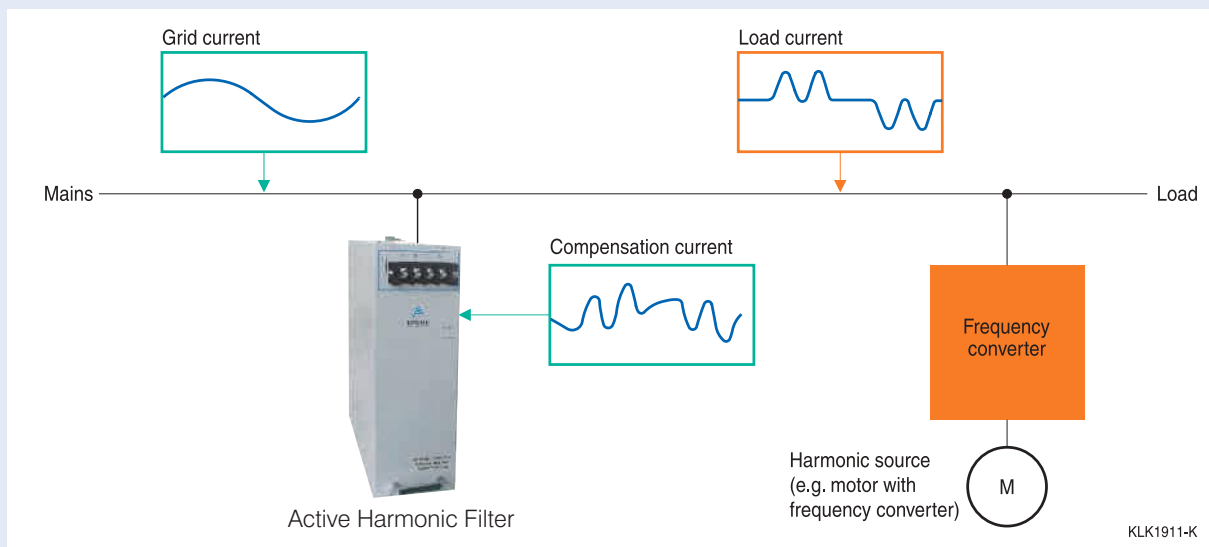 Grid current
Load current
Mains
Load
Compensation current
Frequency
converter
Harmonic source
(e.g. motor with
frequency converter)
M
Active Harmonic Filter
KLK1911-K